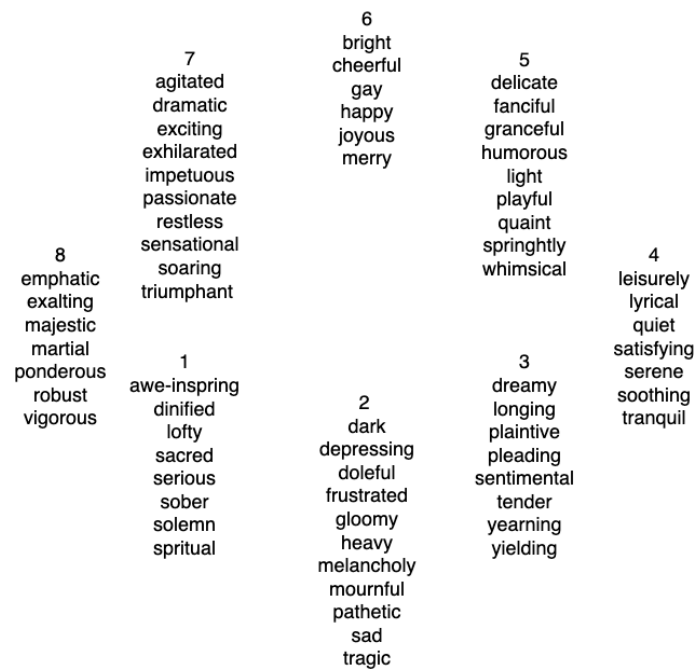 6
bright
cheerful
gay
happy
joyous
merry
7
agitated
dramatic
exciting
exhilarated
impetuous
passionate
restless
sensational
soaring
triumphant
5
delicate
fanciful
granceful
humorous
light
playful
quaint
springhtly
whimsical
8
emphatic
exalting
majestic
martial
ponderous
robust
vigorous
4
leisurely
lyrical
quiet
satisfying
serene
soothing
tranquil
1
awe-inspring
dinified
lofty
sacred
serious
sober
solemn
spritual
2
dark
depressing
doleful
frustrated
gloomy
heavy
melancholy
mournful
pathetic
sad
tragic
3
dreamy
longing
plaintive
pleading
sentimental
tender
yearning
yielding